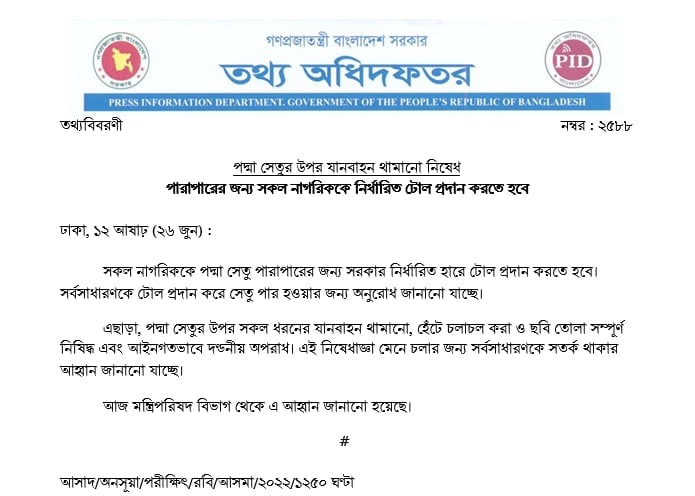 গণপ্রজাতন্ত্রী বাংলাদেশ সরকার
তথ্য অধিদফতর
PID
PRESS INFORMATION DEPARTMENT. GOVERNMENT OF THE PEOPLE'S REPUBLIC OF BANGLADESH
তথ্যবিবরণী নম্বর : ২৫৮৮
পদ্মা সেতুর উপর যানবাহন থামানো নিষেধ
পারাপারের জন্য সকল নাগরিককে নির্ধারিত টোল প্রদান করতে হবে
ঢাকা, ১২ আষাঢ় (২৬ জুন) :
সকল নাগরিককে পদ্মা সেতু পারাপারের জন্য সরকার নির্ধারিত হারে টোল প্রদান করতে হবে।
সর্বসাধারণকে টোল প্রদান করে সেতু পার হওয়ার জন্য অনুরোধ জানানো যাচ্ছে।
এছাড়া, পদ্মা সেতুর উপর সকল ধরনের যানবাহন থামানো, হেঁটে চলাচল করা ও ছবি তোলা সম্পূর্ণ
নিষিদ্ধ এবং আইনগতভাবে দন্ডনীয় অপরাধ। এই নিষেধাজ্ঞা মেনে চলার জন্য সর্বসাধারণকে সতর্ক থাকার
আহ্বান জানানো যাচ্ছে।
আজ মন্ত্রিপরিষদ বিভাগ থেকে এ আহ্বান জানানো হয়েছে।
#
আসাদ/অনসূয়া/পরীক্ষিৎ/রবি/আসমা/২০২২/১২৫০ ঘণ্টা